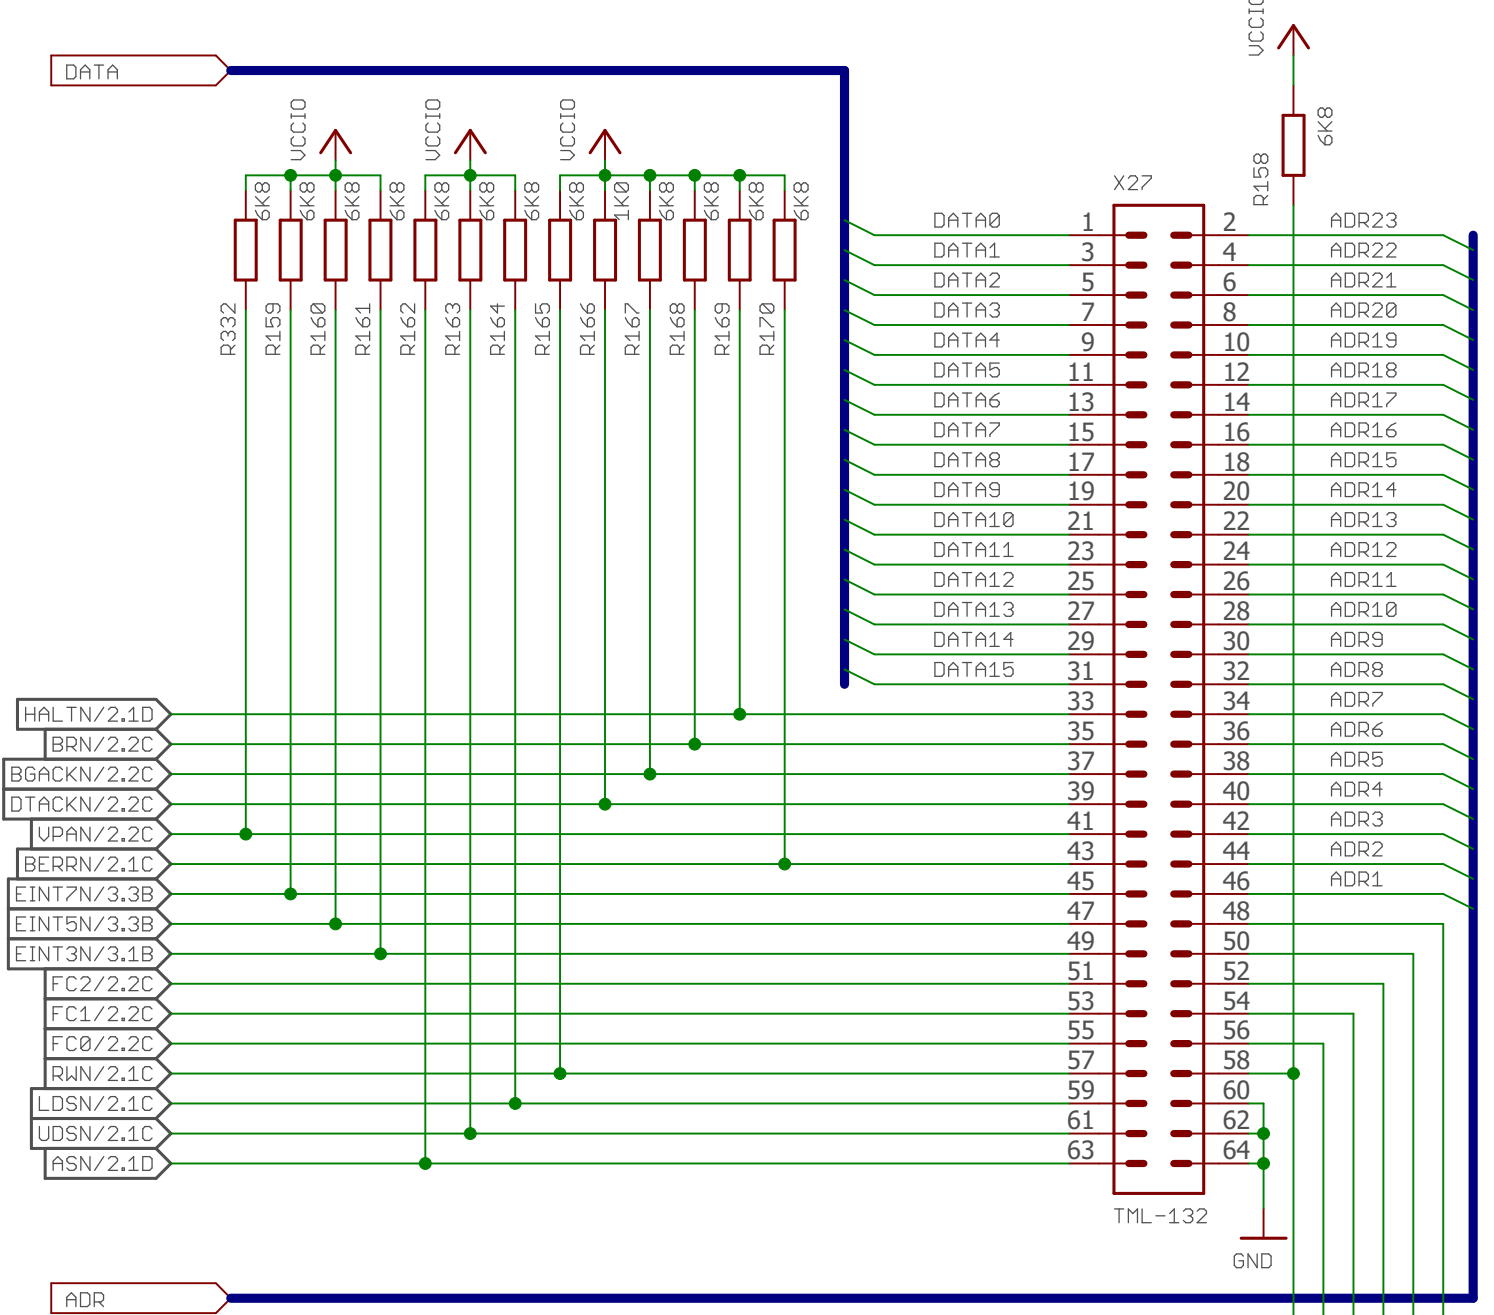 VCCIO
DATA
VCCIO VCCIO VCCIO
6K8
R158
6K8 6K8 6K8 6K8 6K8 6K8 6K8 6K8 1K0 6K8 6K8 6K8 6K8
R332 R159 R160 R161 R162 R163 R164 R165 R166 R167 R168 R169 R170
X27
DATA0 1 2 ADR23
DATA1 3 4 ADR22
DATA2 5 6 ADR21
DATA3 7 8 ADR20
DATA4 9 10 ADR19
DATA5 11 12 ADR18
DATA6 13 14 ADR17
DATA7 15 16 ADR16
DATA8 17 18 ADR15
DATA9 19 20 ADR14
DATA10 21 22 ADR13
DATA11 23 24 ADR12
DATA12 25 26 ADR11
DATA13 27 28 ADR10
DATA14 29 30 ADR9
DATA15 31 32 ADR8
HALTN/2.1D 33 34 ADR7
BRN/2.2C 35 36 ADR6
BGACKN/2.2C 37 38 ADR5
DTACKN/2.2C 39 40 ADR4
VPAN/2.2C 41 42 ADR3
BERRN/2.1C 43 44 ADR2
EINT7N/3.3B 45 46 ADR1
EINT5N/3.3B 47 48
EINT3N/3.1B 49 50
FC2/2.2C 51 52
FC1/2.2C 53 54
FC0/2.2C 55 56
RWN/2.1C 57 58
LDSN/2.1C 59 60
UDSN/2.1C 61 62
ASN/2.1D 63 64
TML-132
GND
ADR